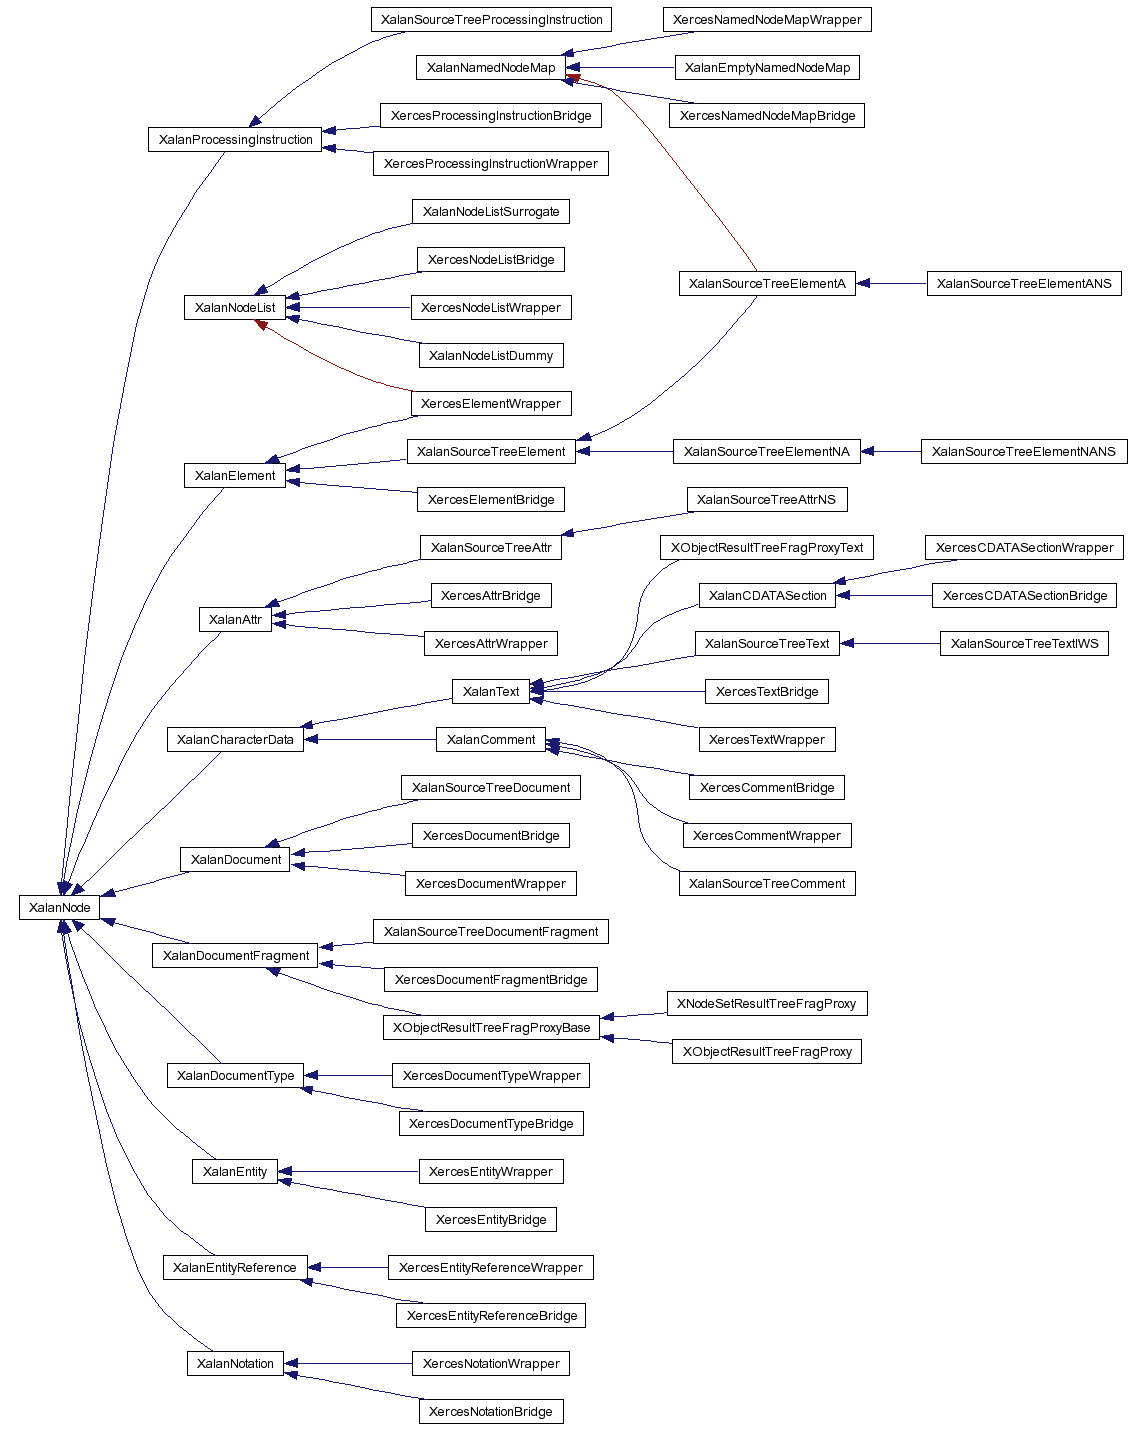 XalanSourceTreeProcessingInstruction
XercesNamedNodeMapWrapper
XalanNamedNodeMap
XalanEmptyNamedNodeMap
XercesProcessingInstructionBridge
XercesNamedNodeMapBridge
XalanProcessingInstruction
XercesProcessingInstructionWrapper
XalanNodeListSurrogate
XercesNodeListBridge
XalanSourceTreeElementA
XalanSourceTreeElementANS
XalanNodeList
XercesNodeListWrapper
XalanNodeListDummy
XercesElementWrapper
XalanSourceTreeElement
XalanSourceTreeElementNA
XalanSourceTreeElementNANS
XalanElement
XercesElementBridge
XalanSourceTreeAttrNS
XalanSourceTreeAttr
XObjectResultTreeFragProxyText
XercesCDATASectionWrapper
XercesAttrBridge
XalanCDATASection
XercesCDATASectionBridge
XalanAttr
XercesAttrWrapper
XalanSourceTreeText
XalanSourceTreeTextIWS
XalanText
XercesTextBridge
XalanCharacterData
XalanComment
XercesTextWrapper
XalanSourceTreeDocument
XercesCommentBridge
XercesDocumentBridge
XercesCommentWrapper
XalanDocument
XercesDocumentWrapper
XalanSourceTreeComment
XalanNode
XalanSourceTreeDocumentFragment
XalanDocumentFragment
XercesDocumentFragmentBridge
XNodeSetResultTreeFragProxy
XObjectResultTreeFragProxyBase
XObjectResultTreeFragProxy
XalanDocumentType
XercesDocumentTypeWrapper
XercesDocumentTypeBridge
XalanEntity
XercesEntityWrapper
XercesEntityBridge
XalanEntityReference
XercesEntityReferenceWrapper
XercesEntityReferenceBridge
XalanNotation
XercesNotationWrapper
XercesNotationBridge